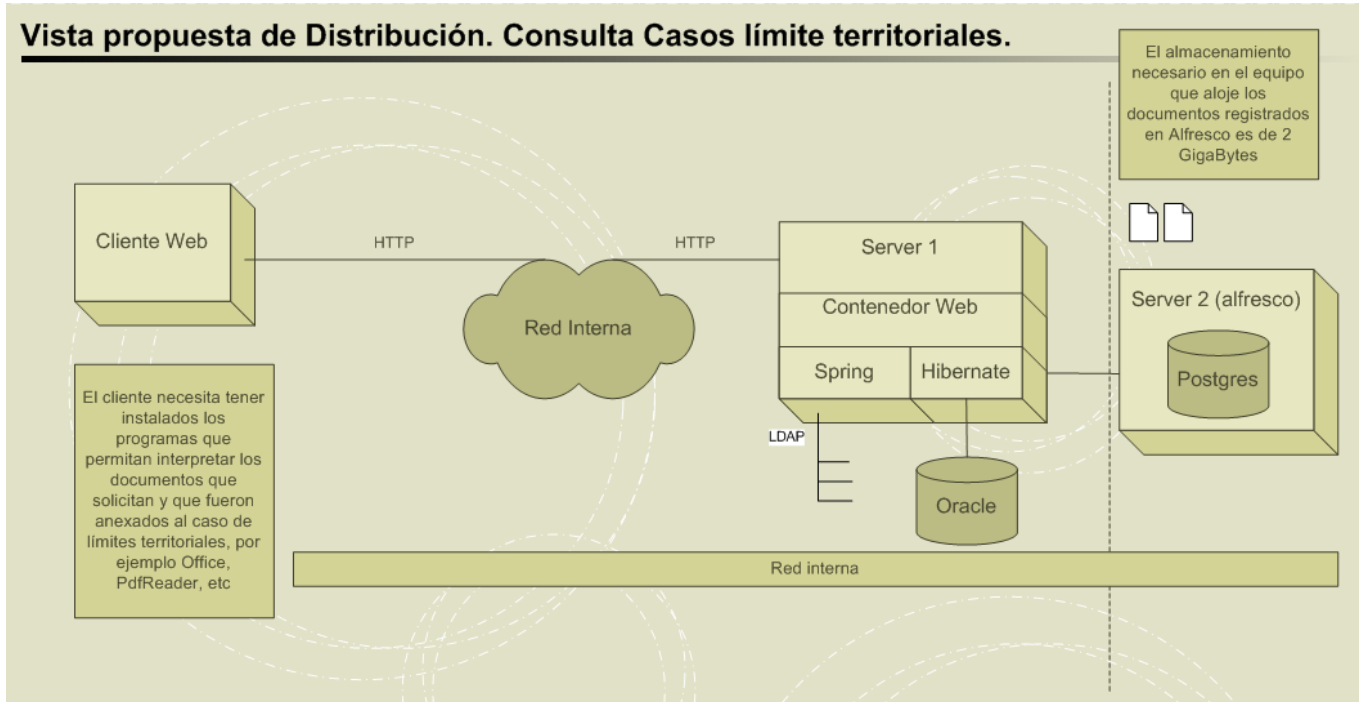 Vista propuesta de Distribución. Consulta Casos límite territoriales.
El almacenamiento
necesario en el equipo
que aloje los
documentos registrados
en Alfresco es de 2
GigaBytes
Cliente Web
HTTP
HTTP
Red Interna
Server 1
Contenedor Web
Spring
Hibernate
Server 2 (alfresco)
Postgres
LDAP
Oracle
El cliente necesita tener
instalados los
programas que
permitan interpretar los
documentos que
solicitan y que fueron
anexados al caso de
límites territoriales, por
ejemplo Office,
PdfReader, etc
Red interna